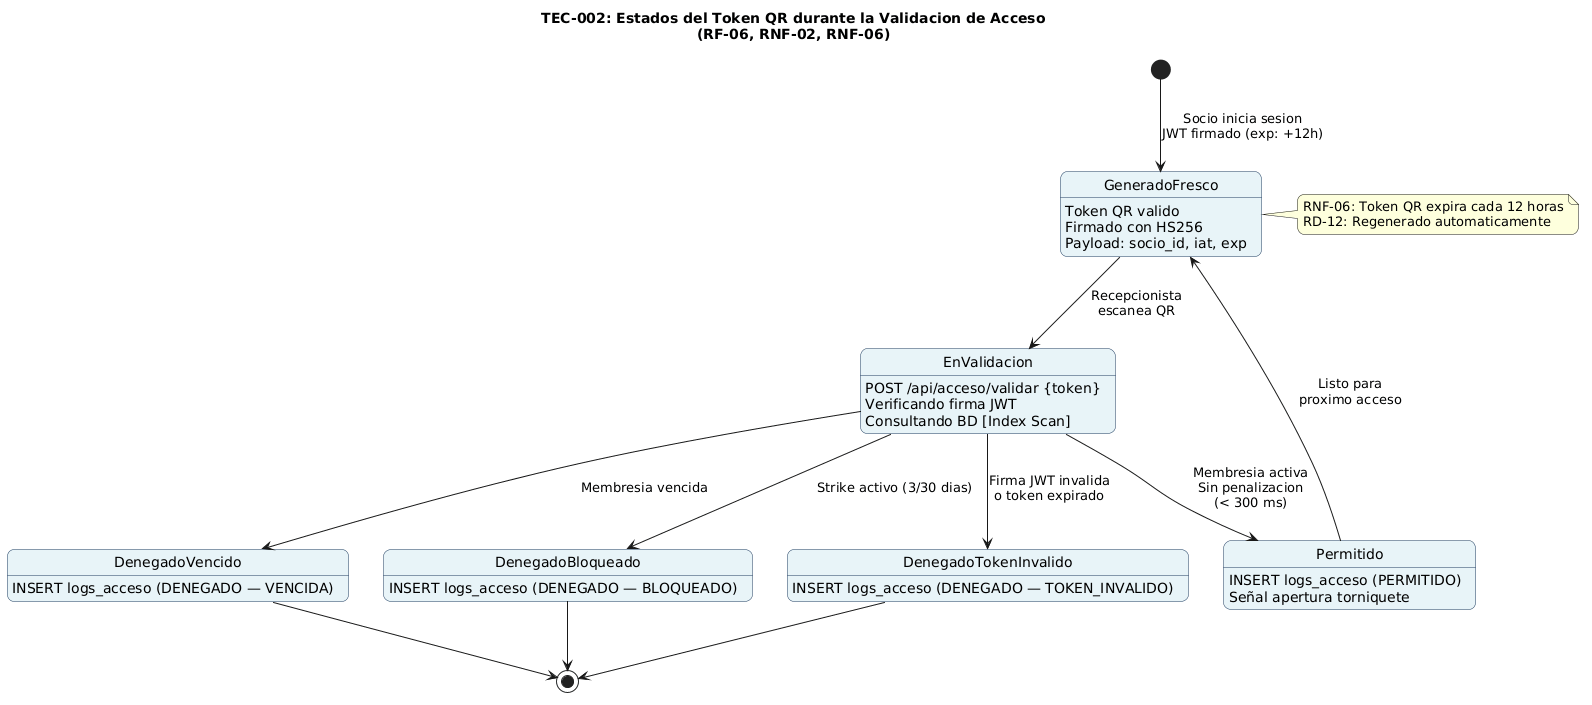 TEC-002: Estados del Token QR durante la Validacion de Acceso
(RF-06, RNF-02, RNF-06)
Socio inicia sesion
JWT firmado (exp: +12h)
GeneradoFresco
Token QR valido
Firmado con HS256
Payload: socio_id, iat, exp
RNF-06: Token QR expira cada 12 horas
RD-12: Regenerado automaticamente
Recepcionista
escanea QR
EnValidacion
POST /api/acceso/validar {token}
Verificando firma JWT
Consultando BD [Index Scan]
Listo para
proximo acceso
Membresia vencida
Strike activo (3/30 dias)
Firma JWT invalida
o token expirado
Membresia activa
Sin penalizacion
(< 300 ms)
DenegadoVencido
INSERT logs_acceso (DENEGADO — VENCIDA)
DenegadoBloqueado
INSERT logs_acceso (DENEGADO — BLOQUEADO)
DenegadoTokenInvalido
INSERT logs_acceso (DENEGADO — TOKEN_INVALIDO)
Permitido
INSERT logs_acceso (PERMITIDO)
Señal apertura torniquete